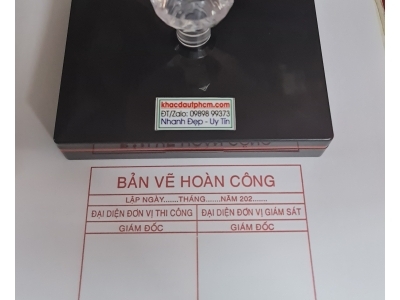 khacdautphcm.com
ĐT/Zalo: 09898 99373
Nhanh Đẹp - Uy Tín
BẢN VẼ HOÀN CÔNG
LẬP NGÀY.......THÁNG.......NĂM 202.......
ĐẠI DIỆN ĐƠN VỊ THI CÔNG
GIÁM ĐỐC
ĐẠI DIỆN ĐƠN VỊ GIÁM SÁT
GIÁM ĐỐC